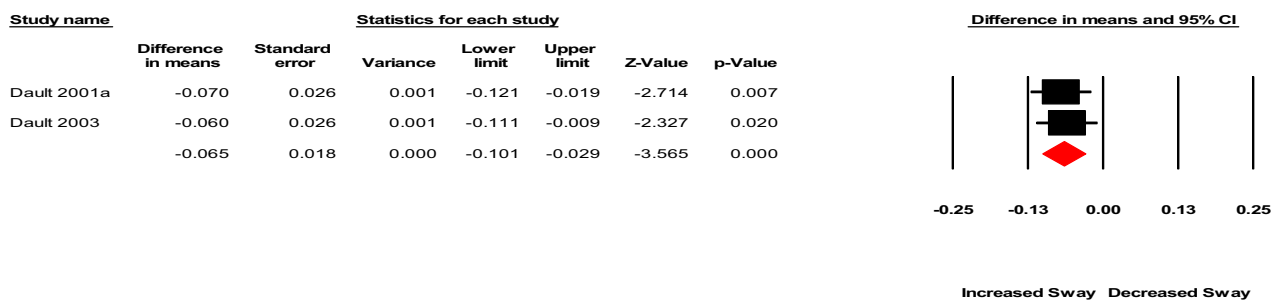 Study name Statistics for each study Difference in means and 95% CI
Difference in means Standard error Variance Lower limit Upper limit Z-Value p-Value
Dault 2001a -0.070 0.026 0.001 -0.121 -0.019 -2.714 0.007
Dault 2003 -0.060 0.026 0.001 -0.111 -0.009 -2.327 0.020
-0.065 0.018 0.000 -0.101 -0.029 -3.565 0.000
-0.25 -0.13 0.00 0.13 0.25
Increased Sway Decreased Sway